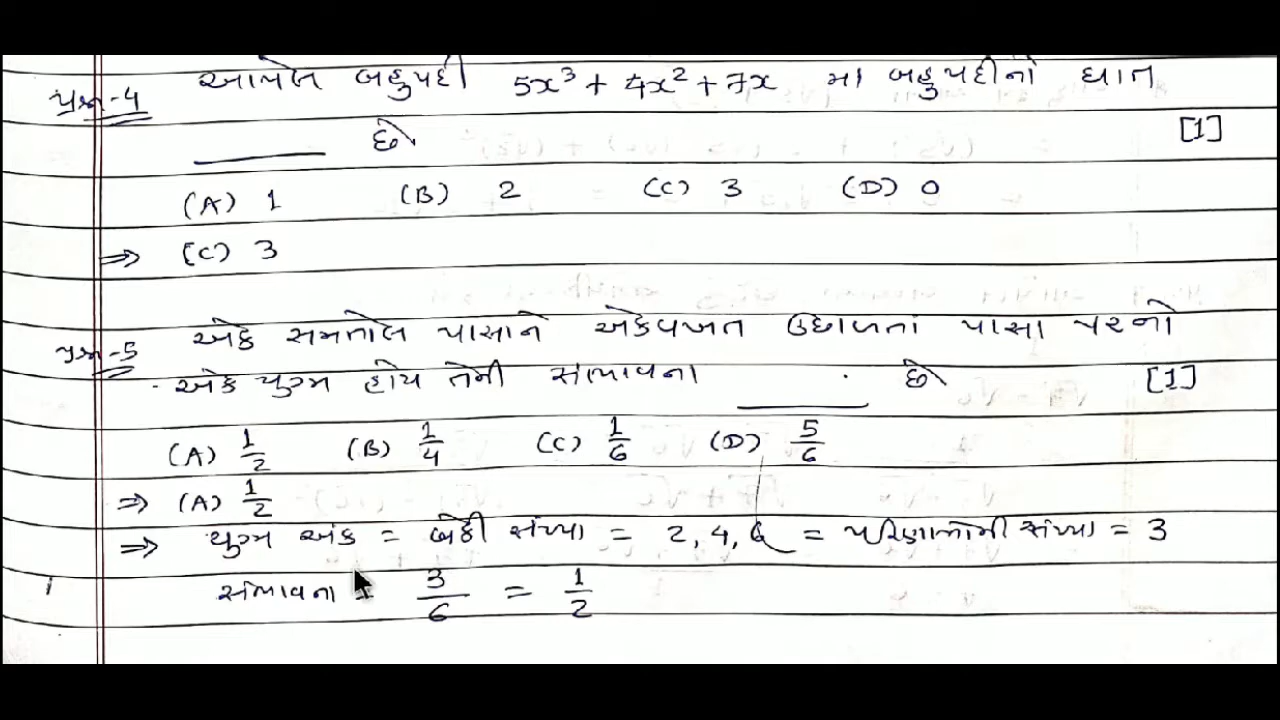 પ્રશ્ન-4 આપેલ બહુપદી 5x³ + 4x² + 7x માં બહુપદીનો ઘાત
______ છે [1]
(A) 1 (B) 2 (C) 3 (D) 0
⇒ (C) 3
પ્રશ્ન-5 એક સમતોલ પાસાને એકવખત ઉછાળતાં પાસા પરનો
અંક યુગ્મ હોય તેની સંભાવના ______ છે [1]
(A) 1/2 (B) 1/4 (C) 1/6 (D) 5/6
⇒ (A) 1/2
⇒ યુગ્મ અંક = બેકી સંખ્યા = 2, 4, 6 = પરિણામોની સંખ્યા = 3
સંભાવના = 3/6 = 1/2